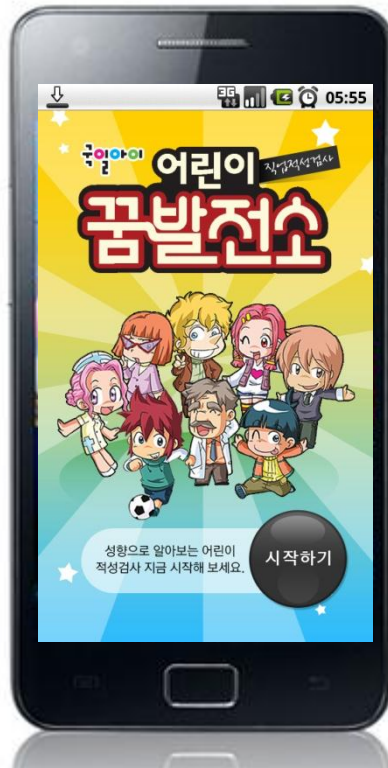 3G 05:55
국일아이
어린이 직업적성검사
꿈발전소
성향으로 알아보는 어린이
적성검사 지금 시작해 보세요.
시작하기